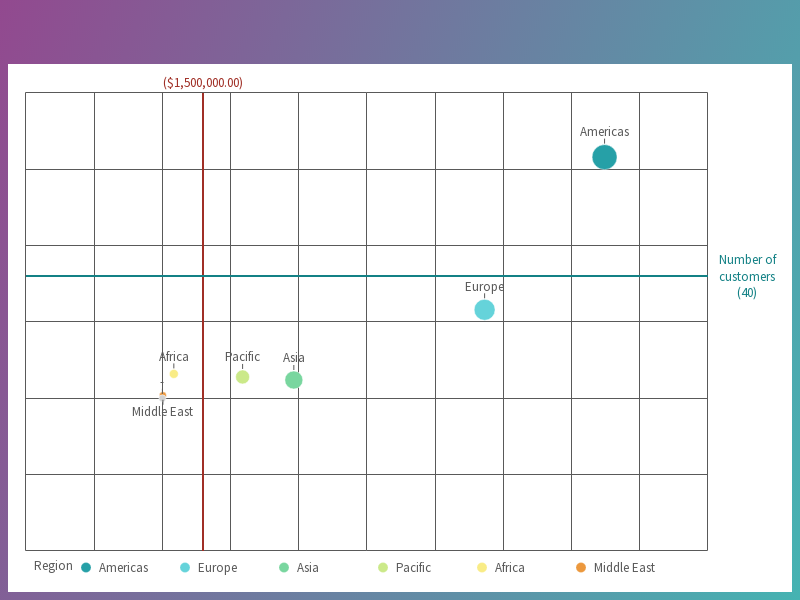 ($1,500,000.00)
Americas
Number of
customers
(40)
Europe
Africa
Pacific
Asia
-
Middle East
Region
Americas
Europe
Asia
Pacific
Africa
Middle East